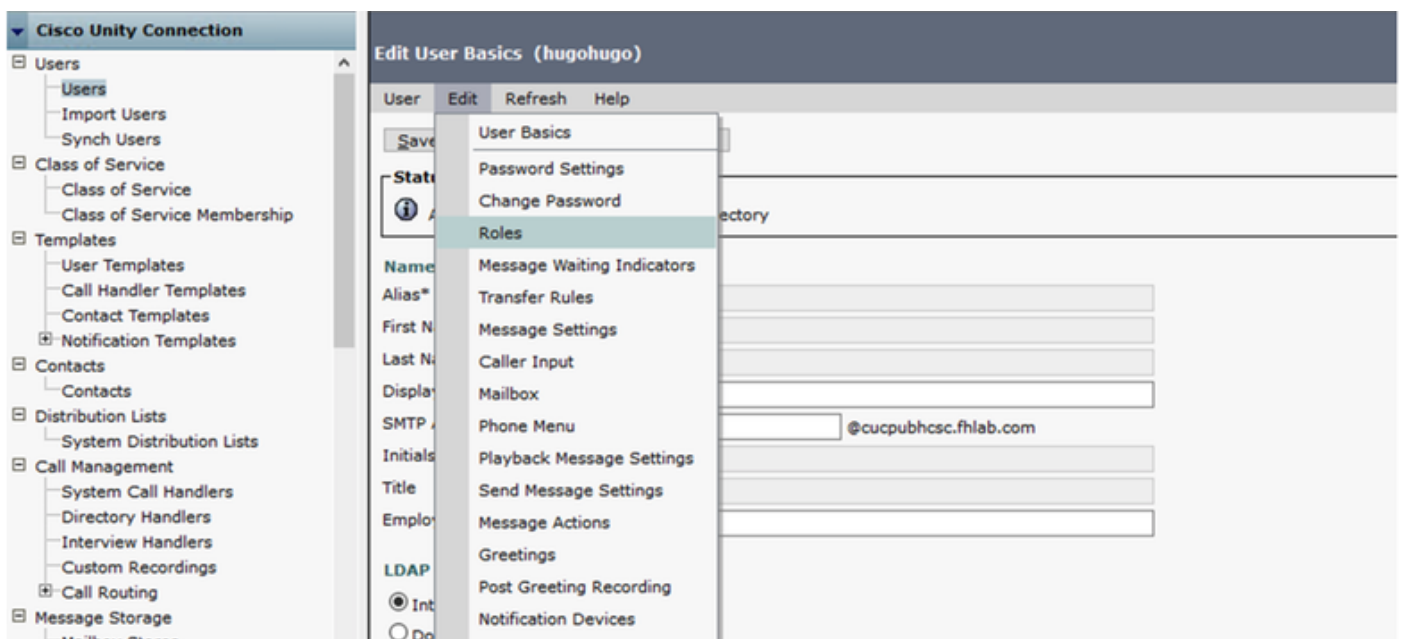 Cisco Unity Connection
Users
Users
Import Users
Synch Users
Class of Service
Class of Service
Class of Service Membership
Templates
User Templates
Call Handler Templates
Contact Templates
Notification Templates
Contacts
Contacts
Distribution Lists
System Distribution Lists
Call Management
System Call Handlers
Directory Handlers
Interview Handlers
Custom Recordings
Call Routing
Message Storage
Edit User Basics (hugohugo)
User Edit Refresh Help
Save
User Basics
Password Settings
Change Password
Roles
Message Waiting Indicators
Transfer Rules
Message Settings
Caller Input
Mailbox
Phone Menu
Playback Message Settings
Send Message Settings
Message Actions
Greetings
Post Greeting Recording
Notification Devices
Name
Alias*
First N
Last N
Display
SMTP
@cucpubhcsc.fhlab.com
Initials
Title
Employ
LDAP
Int
Do